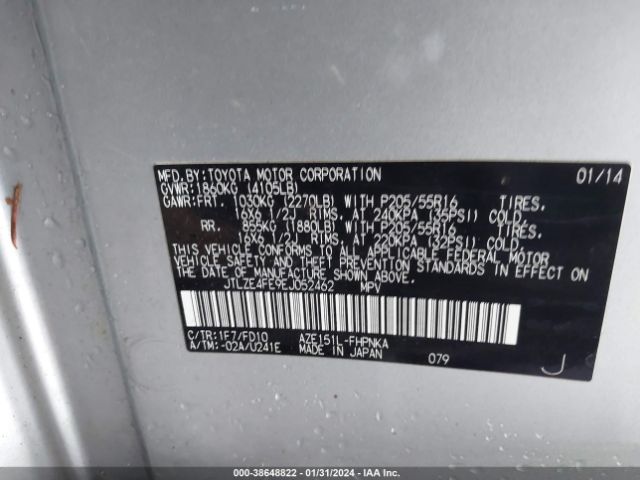 MFD.BY:TOYOTA MOTOR CORPORATION 01/14
GVWR:1860KG (4105LB)
GAWR:FRT. 1030KG (2270LB) WITH P205/55R16 TIRES,
16X6 1/2J RIMS, AT 240KPA (35PSI) COLD.
RR. 855KG (1880LB) WITH P205/55R16 TIRES,
16X6 1/2J RIMS, AT 220KPA (32PSI) COLD.
THIS VEHICLE CONFORMS TO ALL APPLICABLE FEDERAL MOTOR
VEHICLE SAFETY AND THEFT PREVENTION STANDARDS IN EFFECT ON
THE DATE OF MANUFACTURE SHOWN ABOVE.
JTLZE4FE9EJ052462 MPV
C/TR:1F7/FD10 AZE151L-FHPNKA
A/TM:-02A/U241E MADE IN JAPAN 079 J
000-38648822 - 01/31/2024 - IAA Inc.